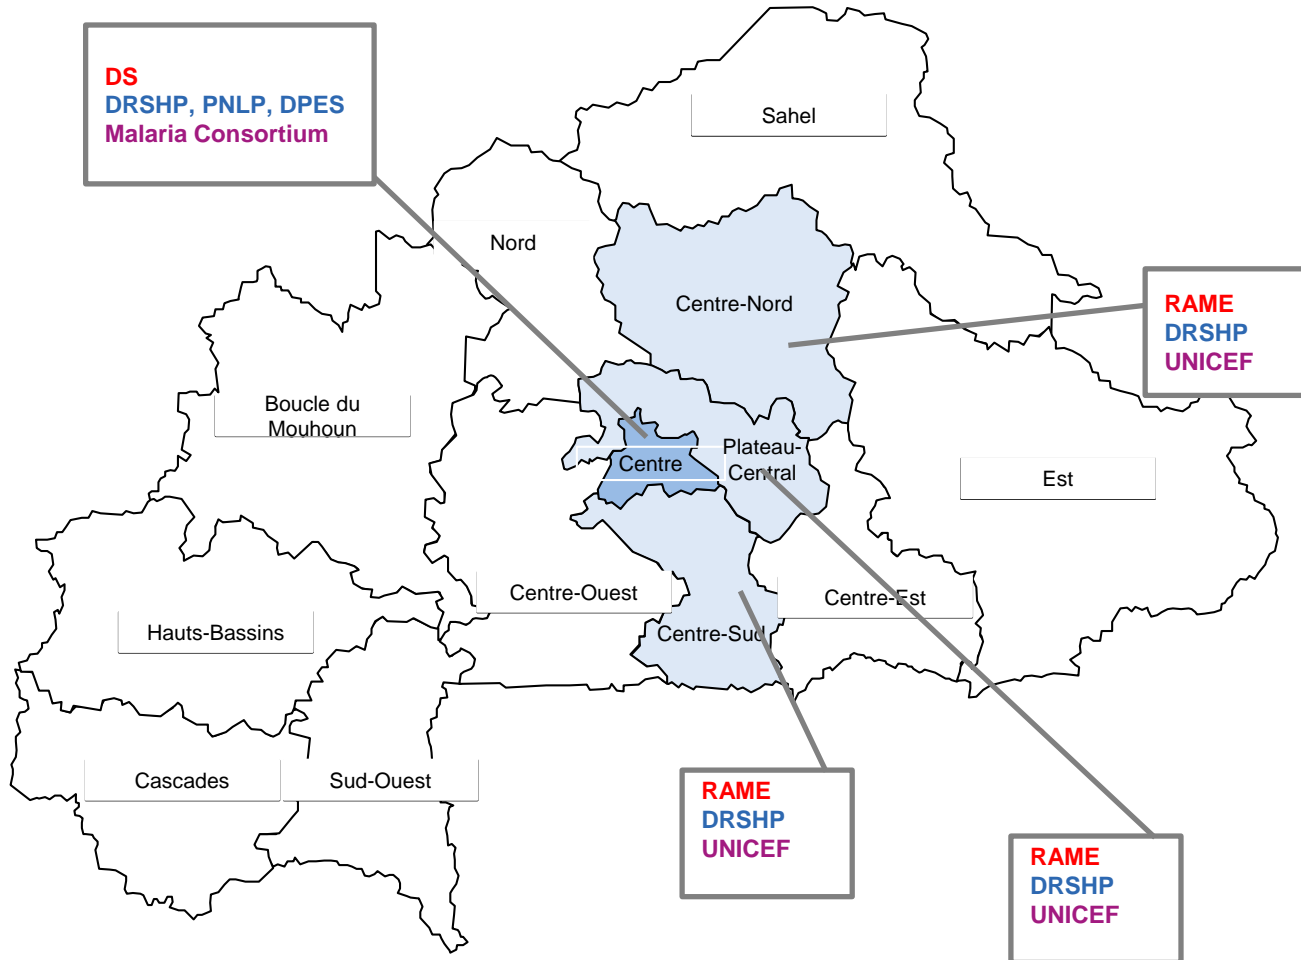 DS
DRSHP, PNLP, DPES
Malaria Consortium
Sahel
Nord
Centre-Nord
RAME
DRSHP
UNICEF
Boucle du
Mouhoun
Plateau-
Central
Centre
Est
Centre-Ouest
Centre-Est
Hauts-Bassins
Centre-Sud
Cascades
Sud-Ouest
RAME
DRSHP
UNICEF
RAME
DRSHP
UNICEF